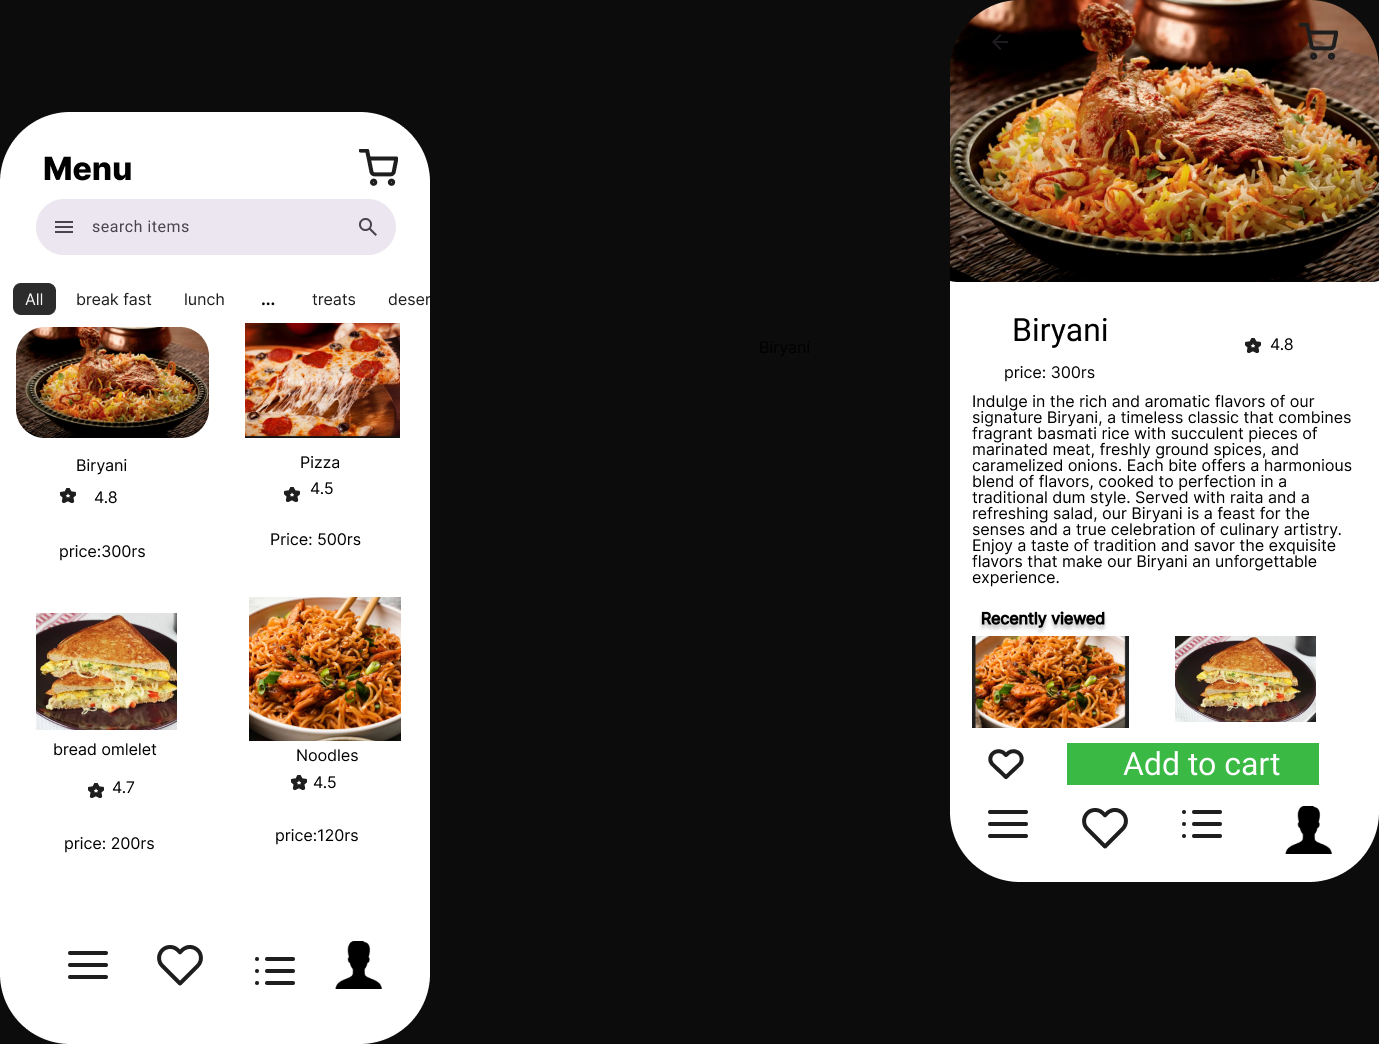 Menu
search items
All
break fast
lunch
...
treats
deser
Biryani
4.8
price:300rs
Pizza
4.5
Price: 500rs
bread omlelet
4.7
price: 200rs
Noodles
4.5
price:120rs
Biryani
Biryani
4.8
price: 300rs
Indulge in the rich and aromatic flavors of our
signature Biryani, a timeless classic that combines
fragrant basmati rice with succulent pieces of
marinated meat, freshly ground spices, and
caramelized onions. Each bite offers a harmonious
blend of flavors, cooked to perfection in a
traditional dum style. Served with raita and a
refreshing salad, our Biryani is a feast for the
senses and a true celebration of culinary artistry.
Enjoy a taste of tradition and savor the exquisite
flavors that make our Biryani an unforgettable
experience.
Recently viewed
Add to cart